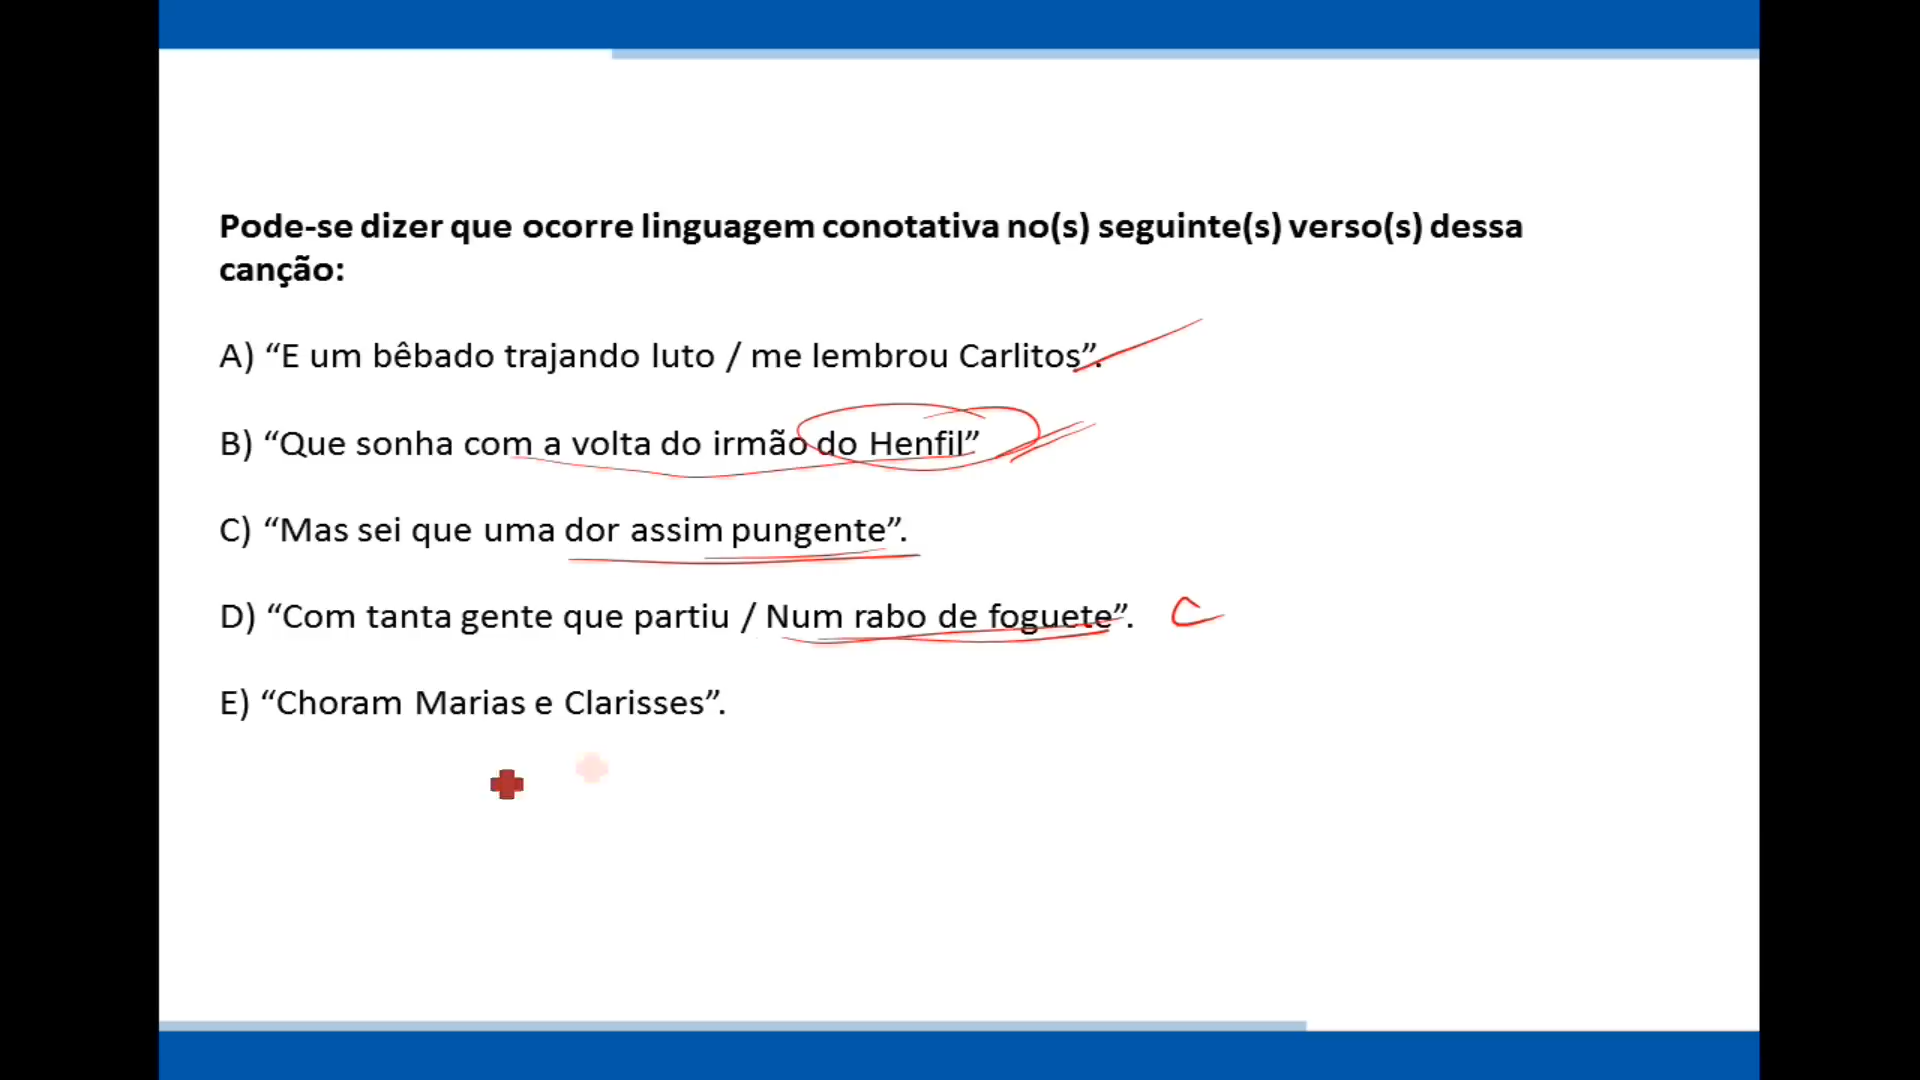 Pode-se dizer que ocorre linguagem conotativa no(s) seguinte(s) verso(s) dessa
canção:
A) “E um bêbado trajando luto / me lembrou Carlitos”.
B) “Que sonha com a volta do irmão do Henfil”
C) “Mas sei que uma dor assim pungente”.
D) “Com tanta gente que partiu / Num rabo de foguete”. C
E) “Choram Marias e Clarisses”.